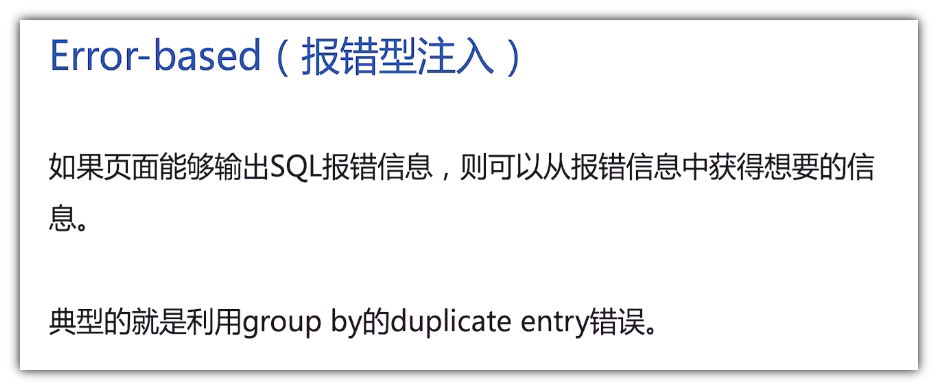 Error-based（报错型注入）
如果页面能够输出SQL报错信息，则可以从报错信息中获得想要的信
息。
典型的就是利用group by的duplicate entry错误。